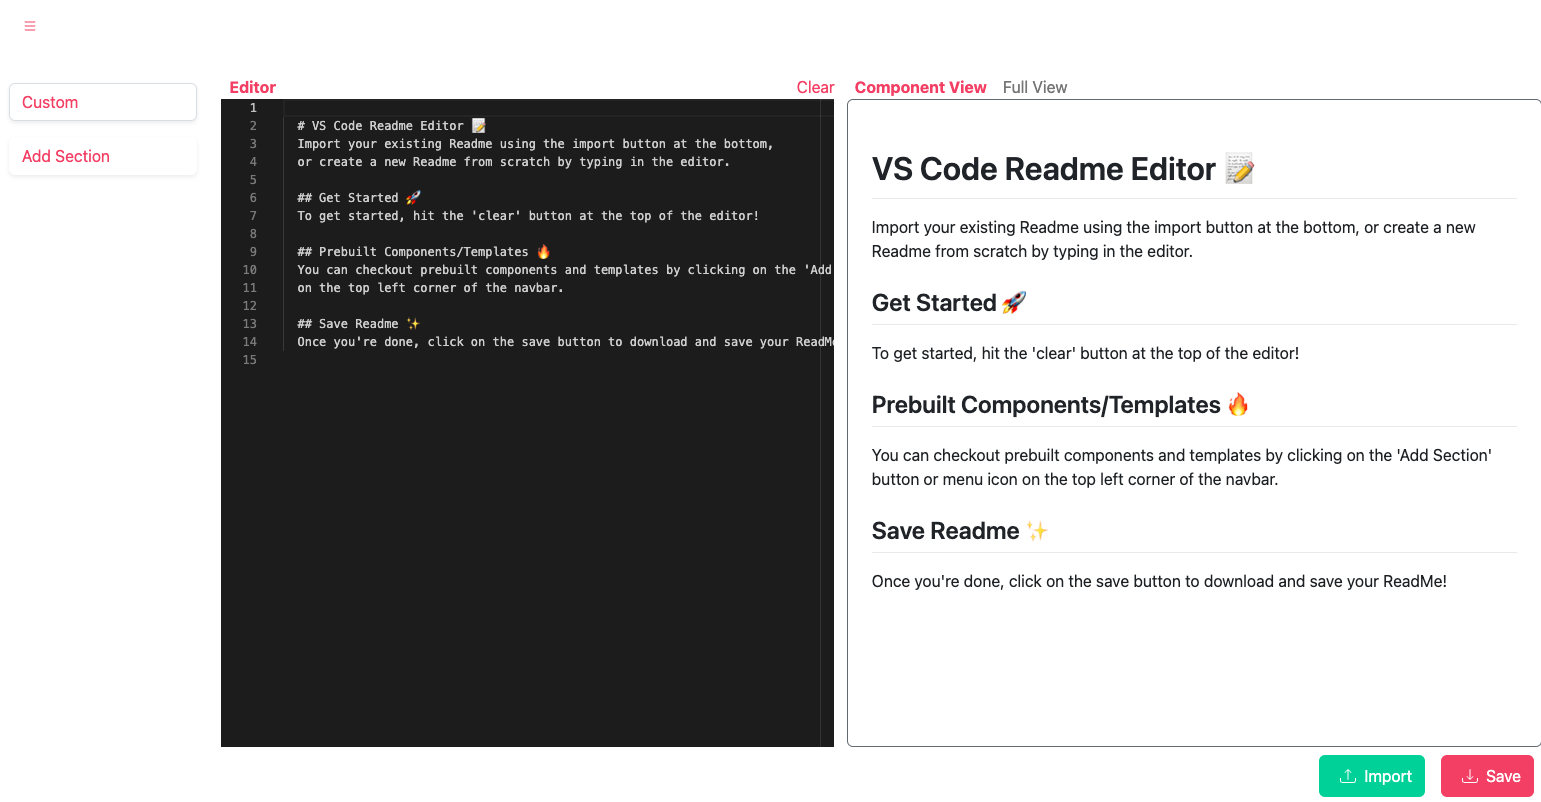 Custom
Add Section
Editor
Clear
1
2 # VS Code Readme Editor 📝
3 Import your existing Readme using the import button at the bottom,
4 or create a new Readme from scratch by typing in the editor.
5
6 ## Get Started 🚀
7 To get started, hit the 'clear' button at the top of the editor!
8
9 ## Prebuilt Components/Templates 🔥
10 You can checkout prebuilt components and templates by clicking on the 'Add
11 on the top left corner of the navbar.
12
13 ## Save Readme ✨
14 Once you're done, click on the save button to download and save your ReadMe
15
Component View
Full View
VS Code Readme Editor 📝
Import your existing Readme using the import button at the bottom, or create a new
Readme from scratch by typing in the editor.
Get Started 🚀
To get started, hit the 'clear' button at the top of the editor!
Prebuilt Components/Templates 🔥
You can checkout prebuilt components and templates by clicking on the 'Add Section'
button or menu icon on the top left corner of the navbar.
Save Readme ✨
Once you're done, click on the save button to download and save your ReadMe!
Import
Save